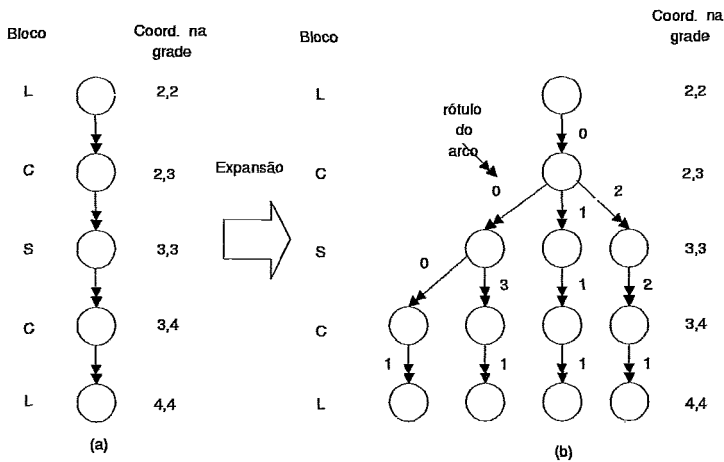 Bloco
Coord. na
grade
L
2,2
C
2,3
S
3,3
C
3,4
L
4,4
(a)
Expansão
Bloco
Coord. na
grade
L
2,2
0
rótulo
do
arco
C
2,3
0
1
2
S
3,3
0
3
1
2
C
3,4
1
1
1
1
L
4,4
(b)